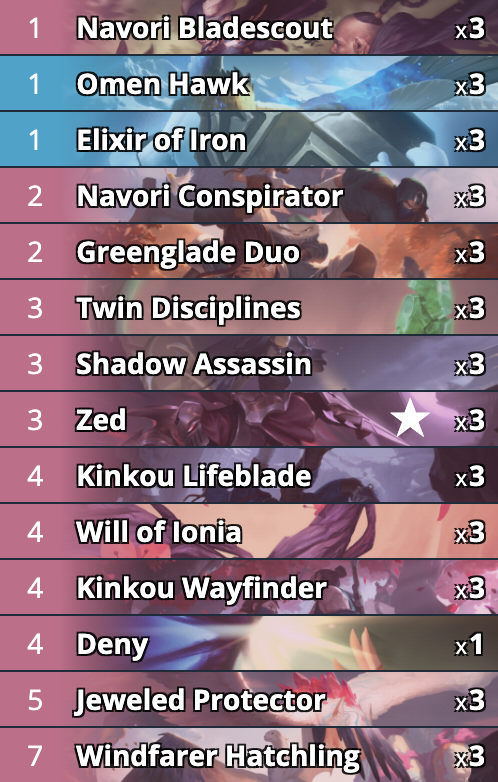 1 Navori Bladescout x3
1 Omen Hawk x3
1 Elixir of Iron x3
2 Navori Conspirator x3
2 Greenglade Duo x3
3 Twin Disciplines x3
3 Shadow Assassin x3
3 Zed x3
4 Kinkou Lifeblade x3
4 Will of Ionia x3
4 Kinkou Wayfinder x3
4 Deny x1
5 Jeweled Protector x3
7 Windfarer Hatchling x3